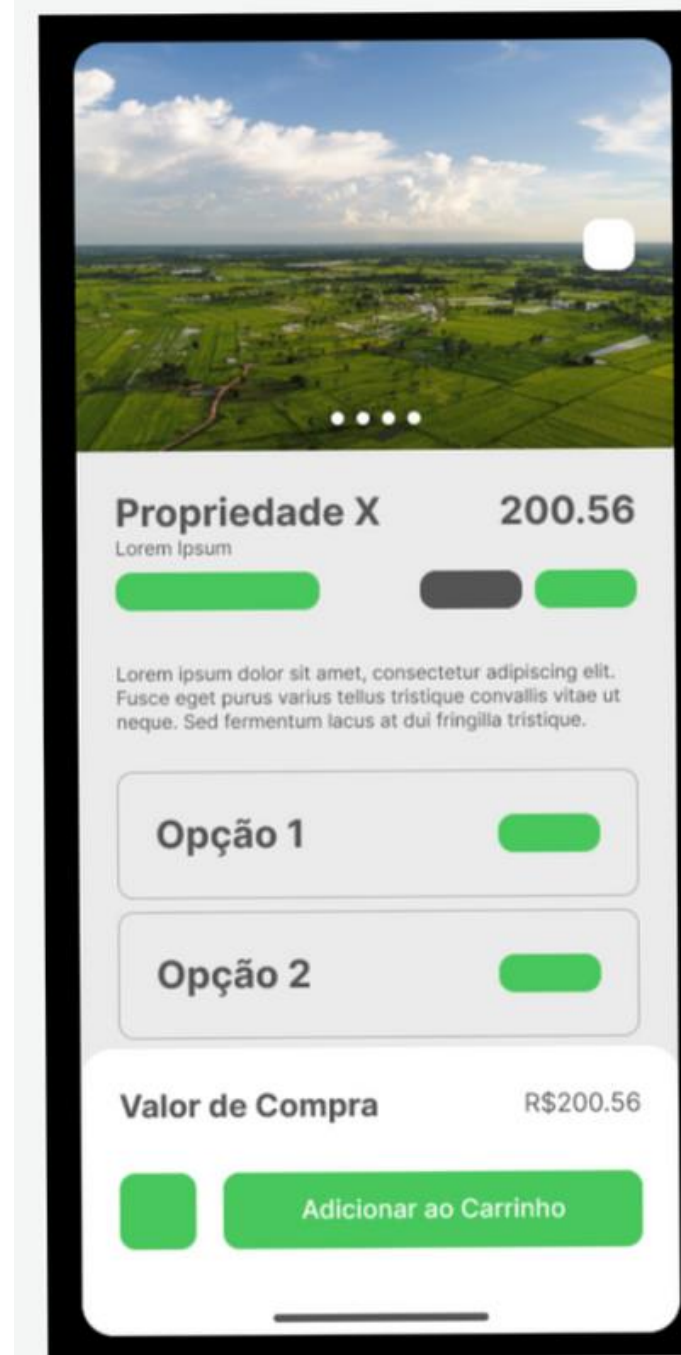 Propriedade X
200.56
Lorem Ipsum
Lorem ipsum dolor sit amet, consectetur adipiscing elit.
Fusce eget purus varius tellus tristique convallis vitae ut
neque. Sed fermentum lacus at dui fringilla tristique.
Opção 1
Opção 2
Valor de Compra
R$200.56
Adicionar ao Carrinho